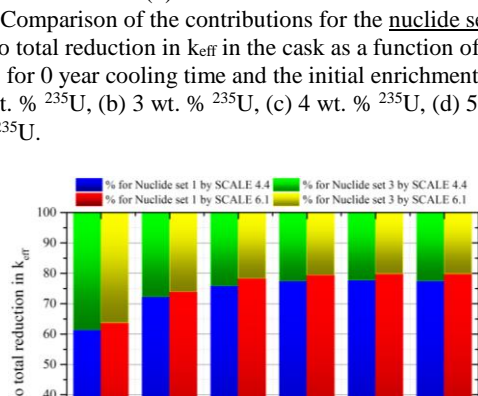 Comparison of the contributions for the nuclide se
o total reduction in keff in the cask as a function of
for 0 year cooling time and the initial enrichment
t. % 235U, (b) 3 wt. % 235U, (c) 4 wt. % 235U, (d) 5
235U.
% for Nuclide set 1 by SCALE 4.4 % for Nuclide set 3 by SCALE 4.4
% for Nuclide set 1 by SCALE 6.1 % for Nuclide set 3 by SCALE 6.1
100
90
80
70
60
50
40
o total reduction in keff